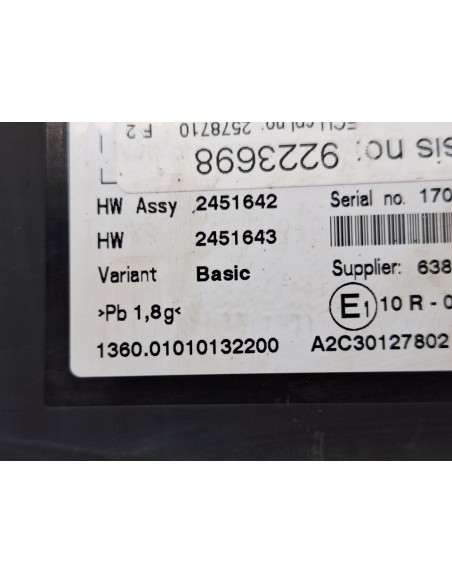 ECU cpl no: 2578710 F 2
sis no: 9223698
HW Assy 2451642 Serial no. 170
HW 2451643
Variant Basic Supplier: 638
>Pb 1,8g< E1 10 R - 0
1360.01010132200 A2C30127802